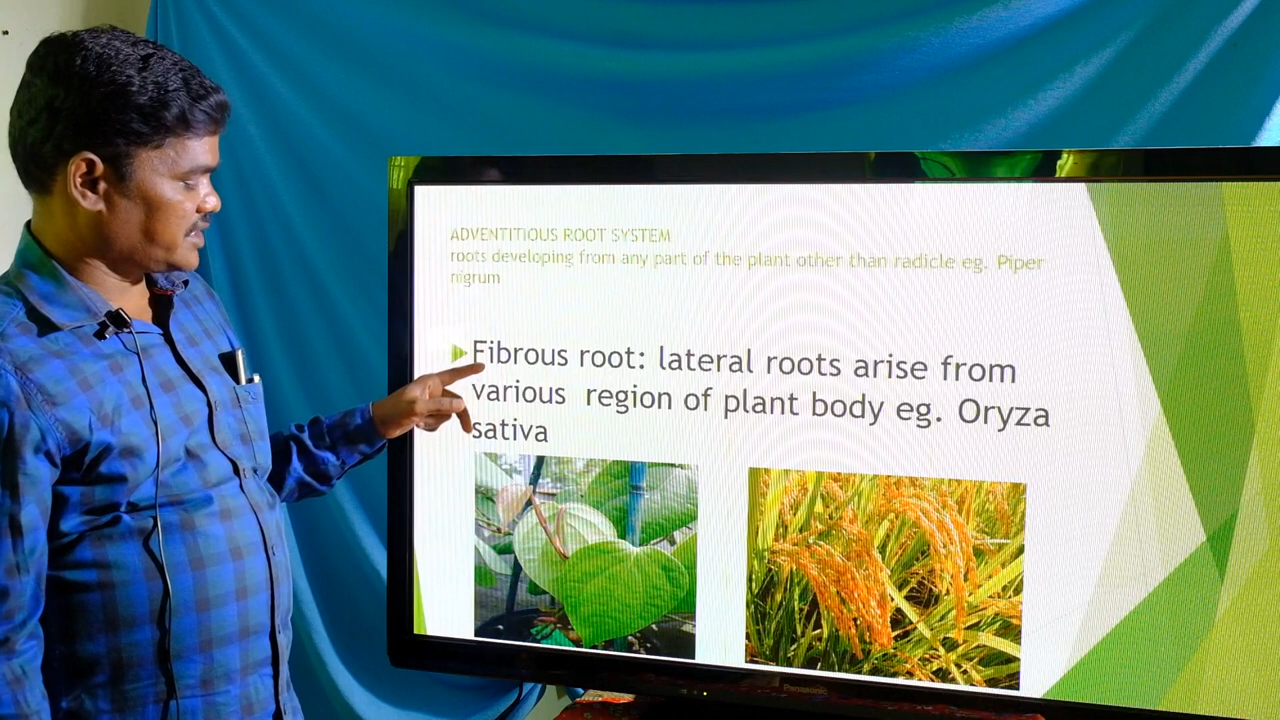 ADVENTITIOUS ROOT SYSTEM
roots developing from any part of the plant other than radicle eg. Piper
nigrum
Fibrous root: lateral roots arise from
various region of plant body eg. Oryza
sativa
Panasonic